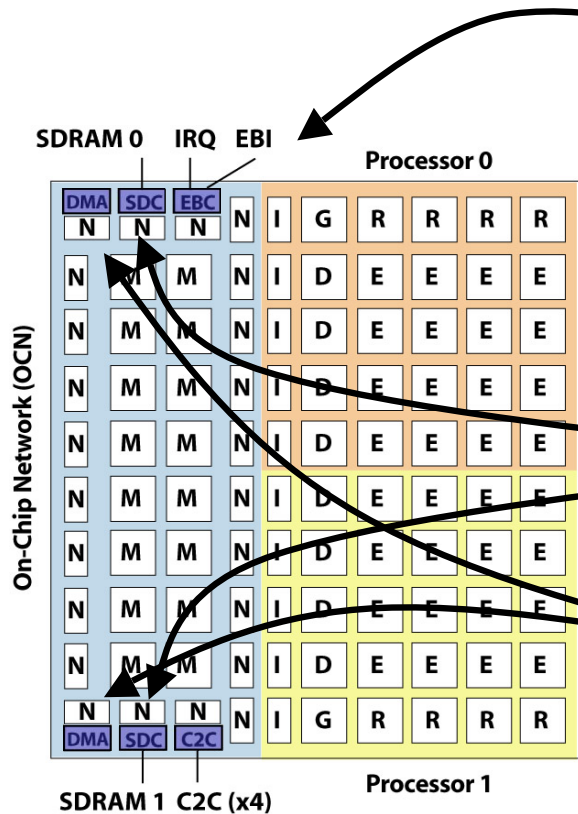 SDRAM 0 IRQ EBI
Processor 0
DMA SDC EBC
N N N N I G R R R R
N M M N I D E E E E
N M M N I D E E E E
N M M N I D E E E E
N M M N I D E E E E
On-Chip Network (OCN)
N M M N I D E E E E
N M M N I D E E E E
N M M N I D E E E E
N M M N I D E E E E
N N N N I G R R R R
DMA SDC C2C
Processor 1
SDRAM 1 C2C (x4)